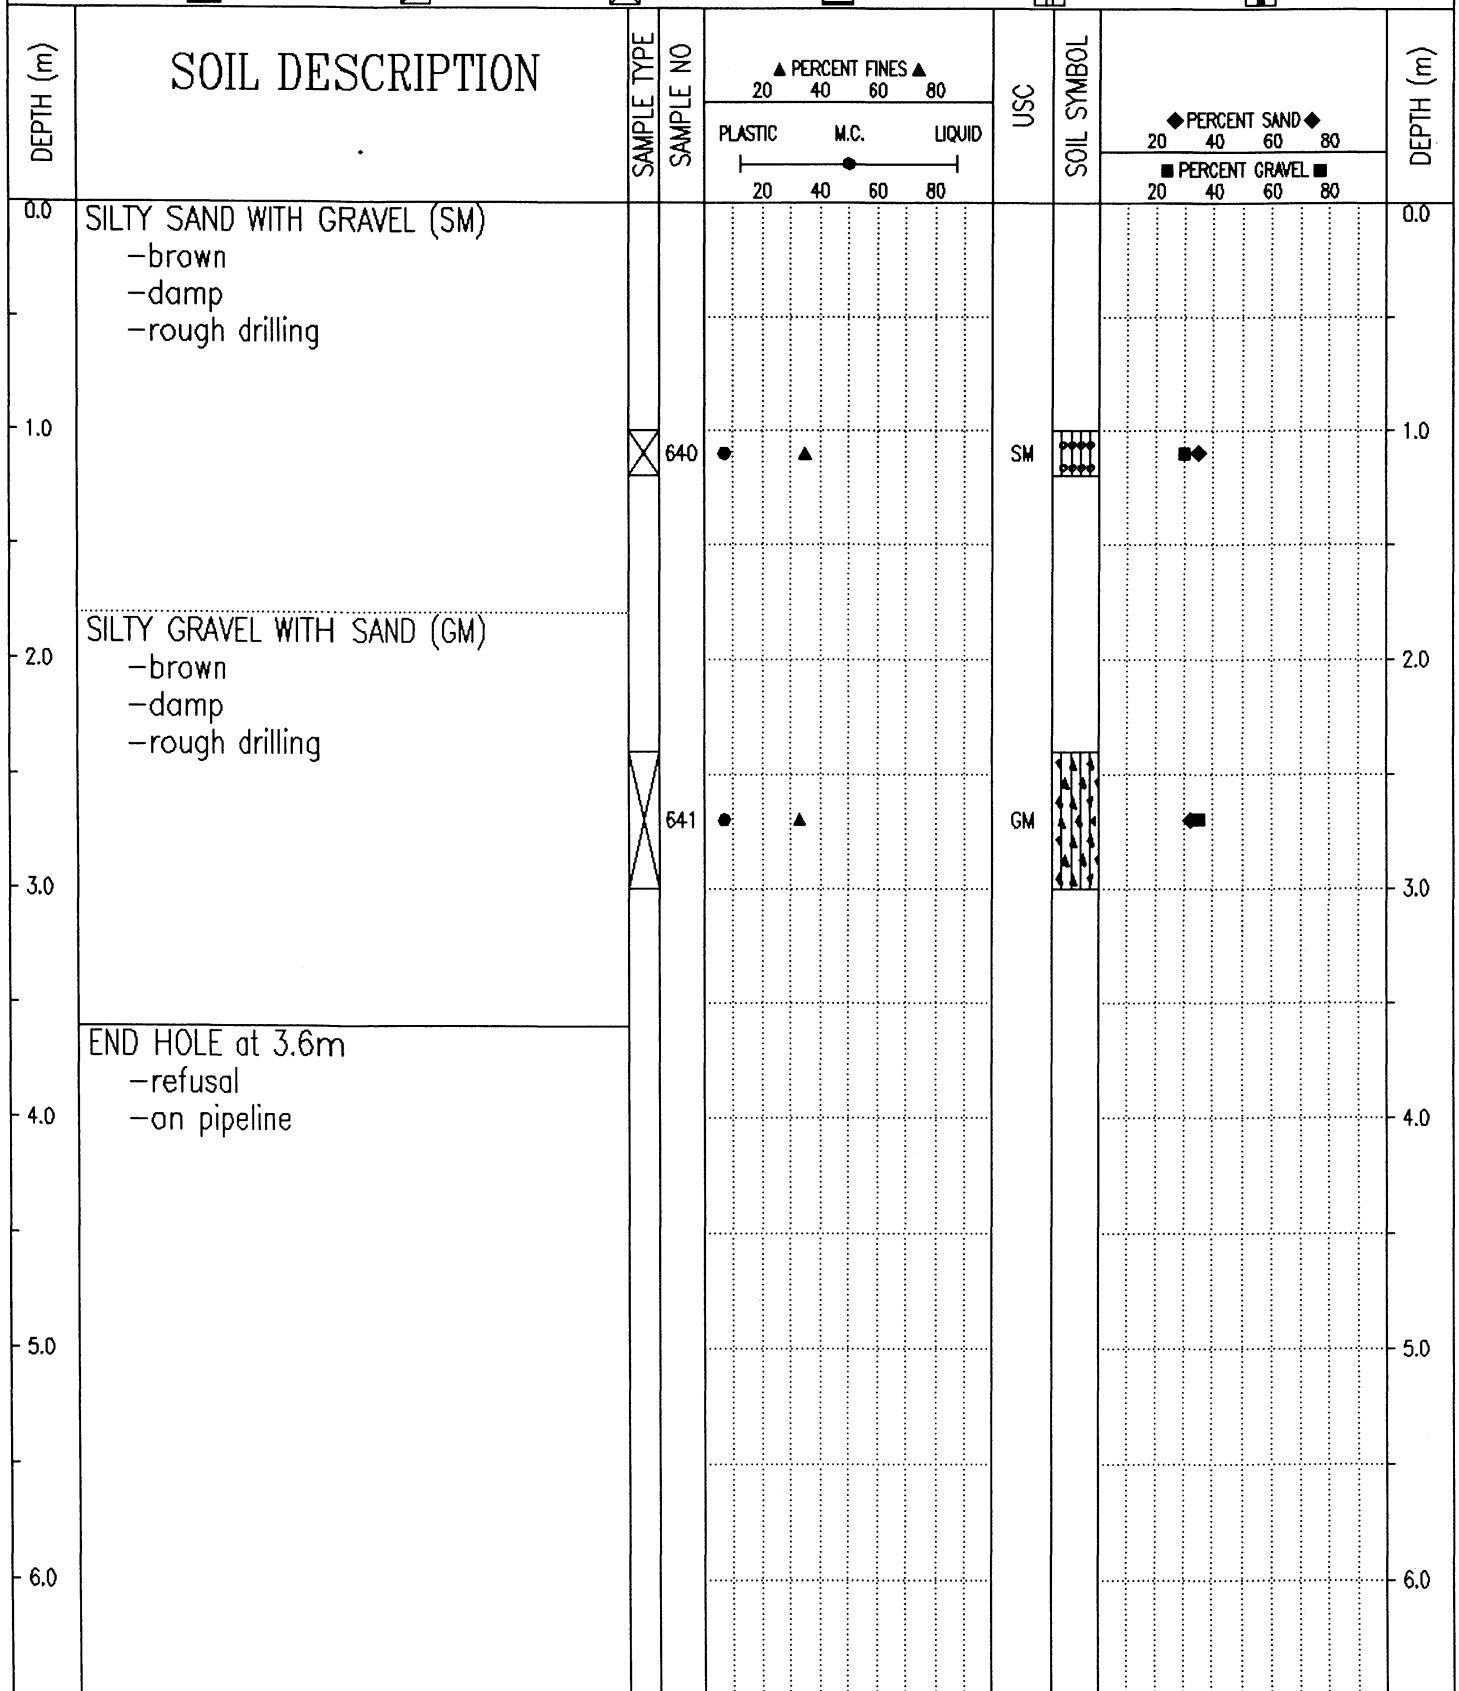 DEPTH (m)
SOIL DESCRIPTION
SAMPLE TYPE
SAMPLE NO
▲ PERCENT FINES ▲
20 40 60 80
PLASTIC M.C. LIQUID
20 40 60 80
USC
SOIL SYMBOL
◆ PERCENT SAND ◆
20 40 60 80
■ PERCENT GRAVEL ■
20 40 60 80
DEPTH (m)
0.0
SILTY SAND WITH GRAVEL (SM)
-brown
-damp
-rough drilling
0.0
1.0
640
SM
1.0
SILTY GRAVEL WITH SAND (GM)
-brown
-damp
-rough drilling
2.0
2.0
641
GM
3.0
3.0
END HOLE at 3.6m
-refusal
-on pipeline
4.0
4.0
5.0
5.0
6.0
6.0